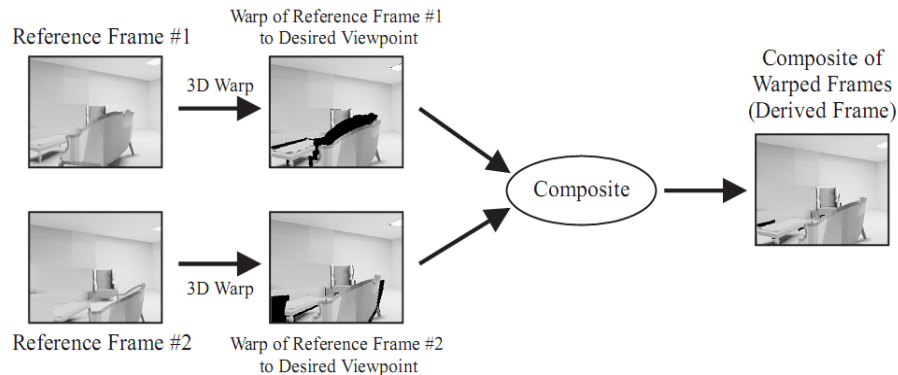 Reference Frame #1
Warp of Reference Frame #1
to Desired Viewpoint
3D Warp
Composite of
Warped Frames
(Derived Frame)
Composite
3D Warp
Reference Frame #2
Warp of Reference Frame #2
to Desired Viewpoint